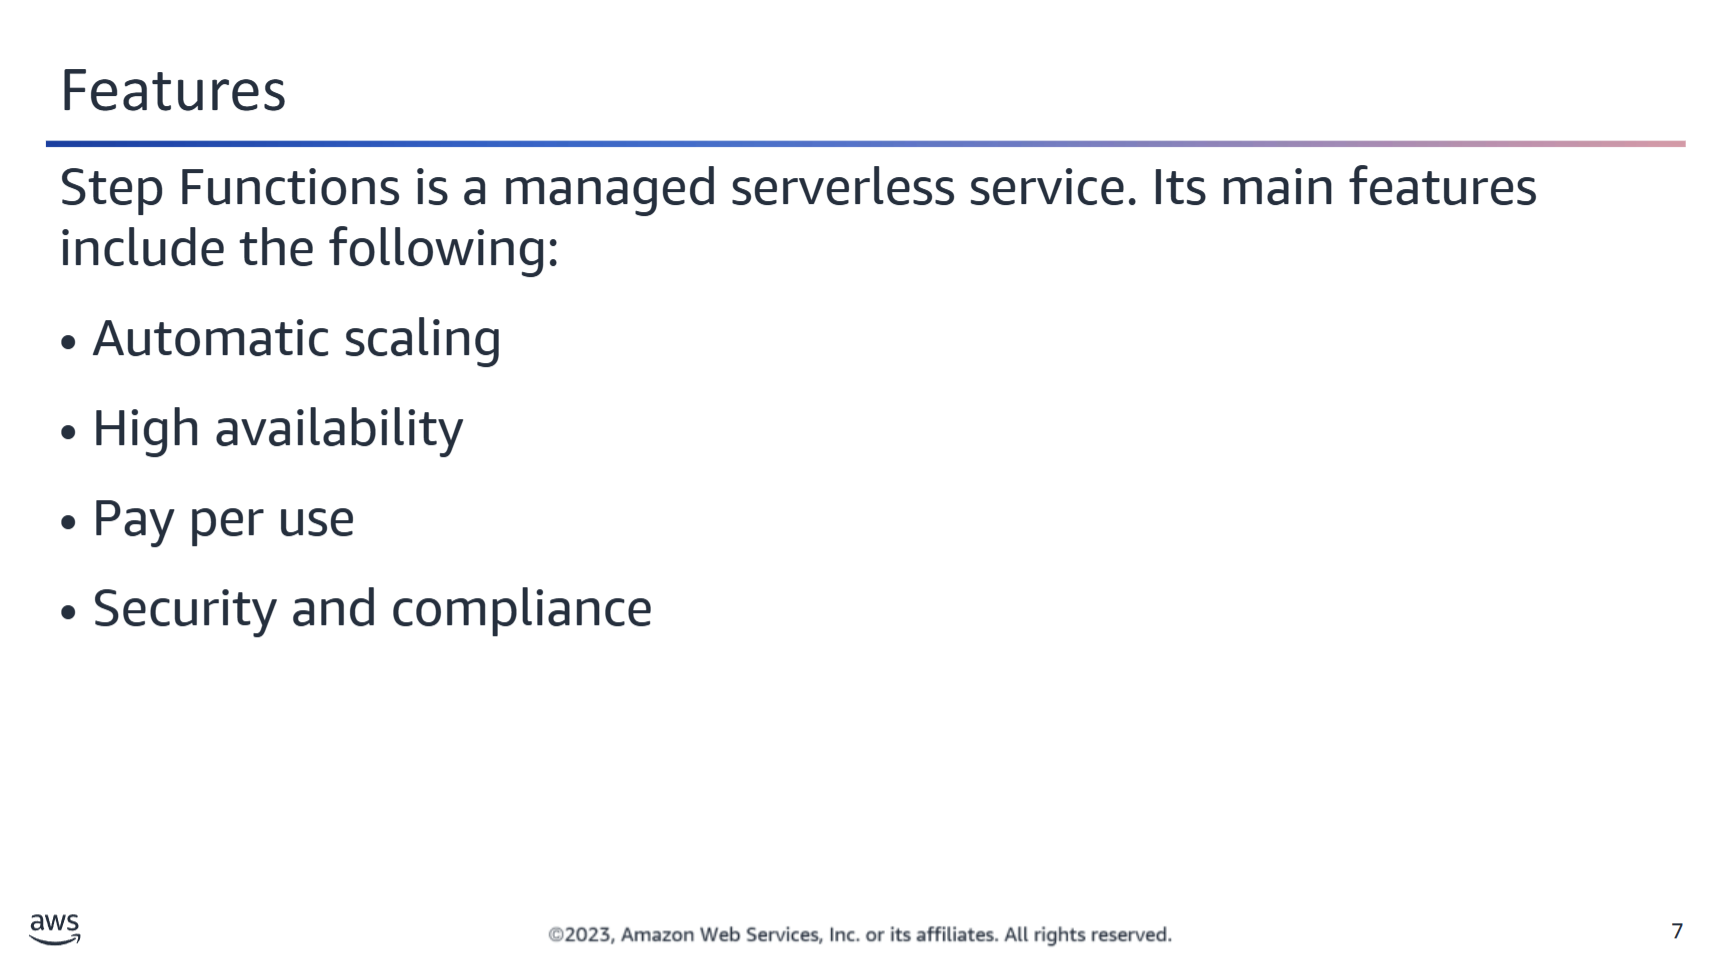 Features
Step Functions is a managed serverless service. Its main features
include the following:
• Automatic scaling
• High availability
• Pay per use
• Security and compliance
aws
©2023, Amazon Web Services, Inc. or its affiliates. All rights reserved.
7